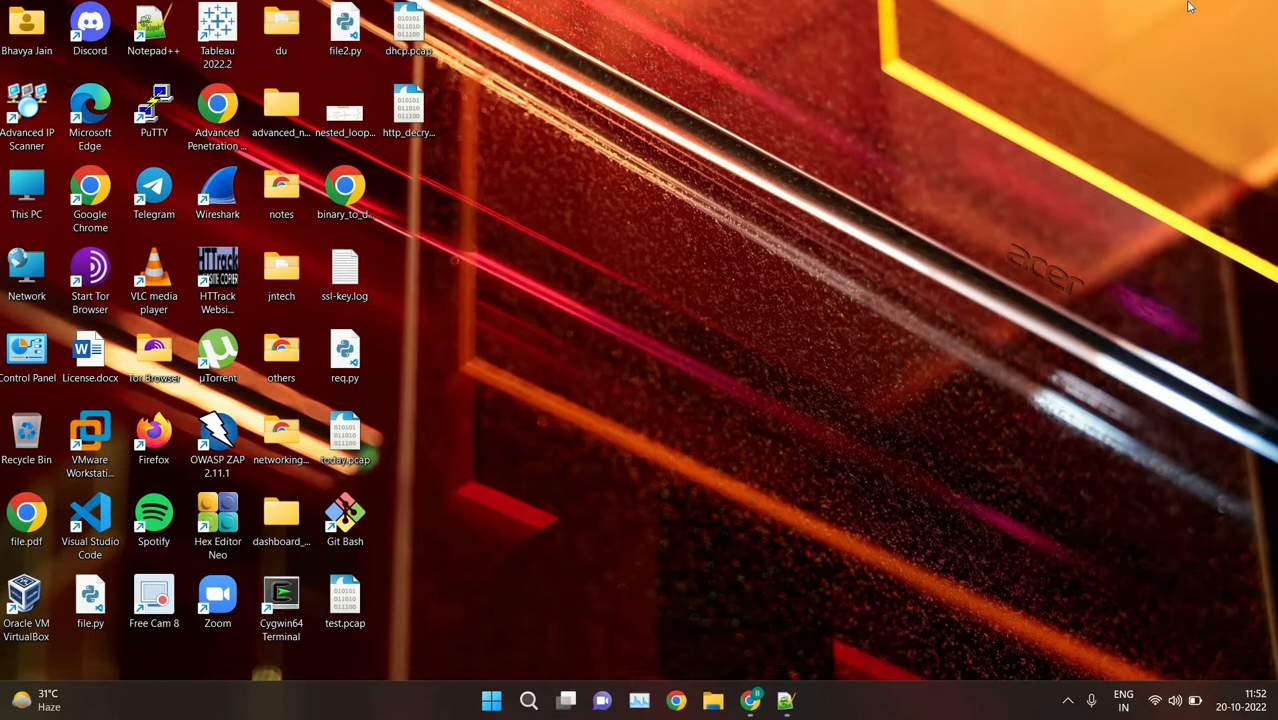 Bhavya Jain
Discord
Notepad++
Tableau
2022.2
du
file2.py
dhcp.pcap
Advanced IP
Scanner
Microsoft
Edge
PuTTY
Advanced
Penetration ...
advanced_n...
nested_loop...
http_decry...
This PC
Google
Chrome
Telegram
Wireshark
notes
binary_to_d...
Network
Start Tor
Browser
VLC media
player
HTTrack
Websi...
jntech
ssl-key.log
Control Panel
License.docx
Tor Browser
µTorrent
others
req.py
Recycle Bin
VMware
Workstati...
Firefox
OWASP ZAP
2.11.1
networking...
today.pcap
file.pdf
Visual Studio
Code
Spotify
Hex Editor
Neo
dashboard_...
Git Bash
Oracle VM
VirtualBox
file.py
Free Cam 8
Zoom
Cygwin64
Terminal
test.pcap
acer
31°C
Haze
ENG
IN
11:52
20-10-2022